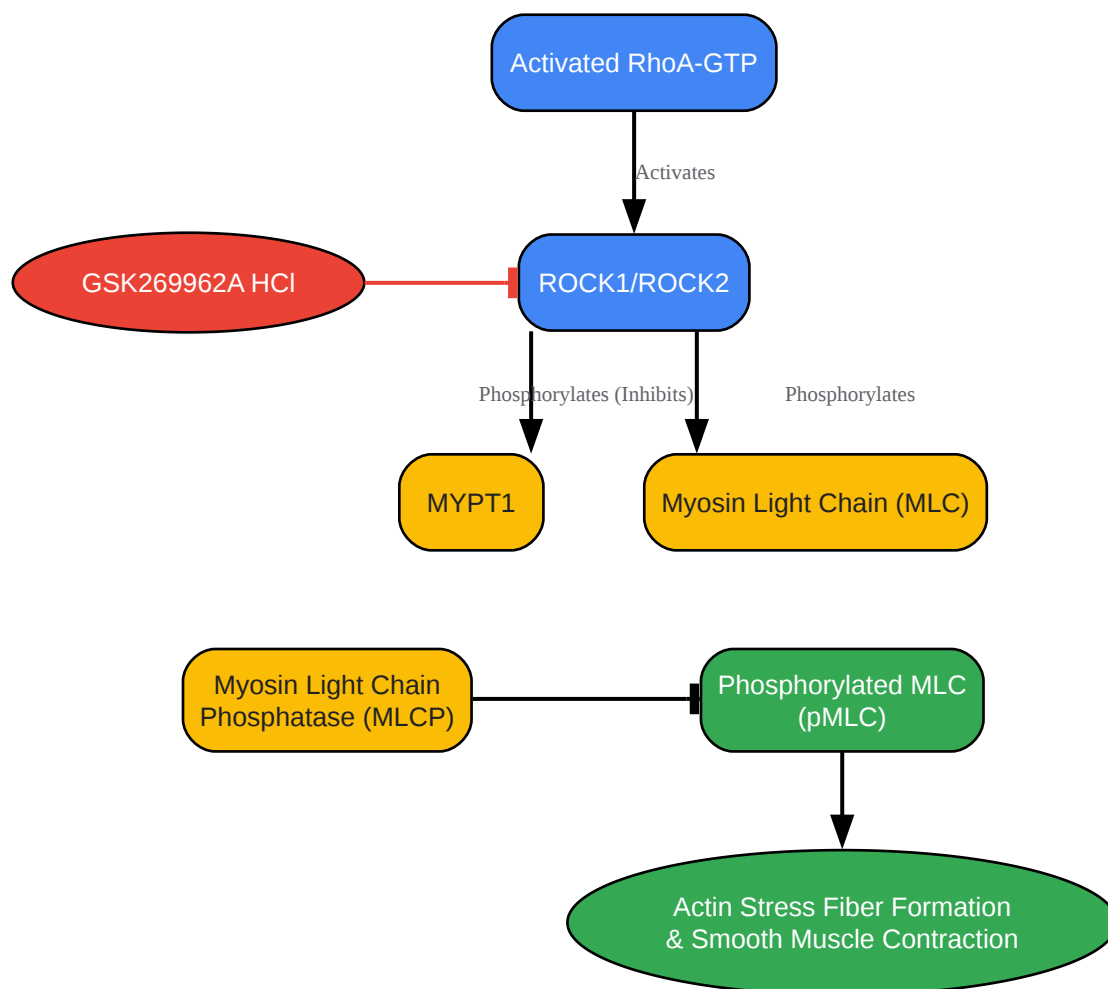 Activated RhoA-GTP
Activates
GSK269962A HCl
ROCK1/ROCK2
Phosphorylates (Inhibits)
Phosphorylates
MYPT1
Myosin Light Chain (MLC)
Myosin Light Chain
Phosphatase (MLCP)
Phosphorylated MLC
(pMLC)
Actin Stress Fiber Formation
& Smooth Muscle Contraction